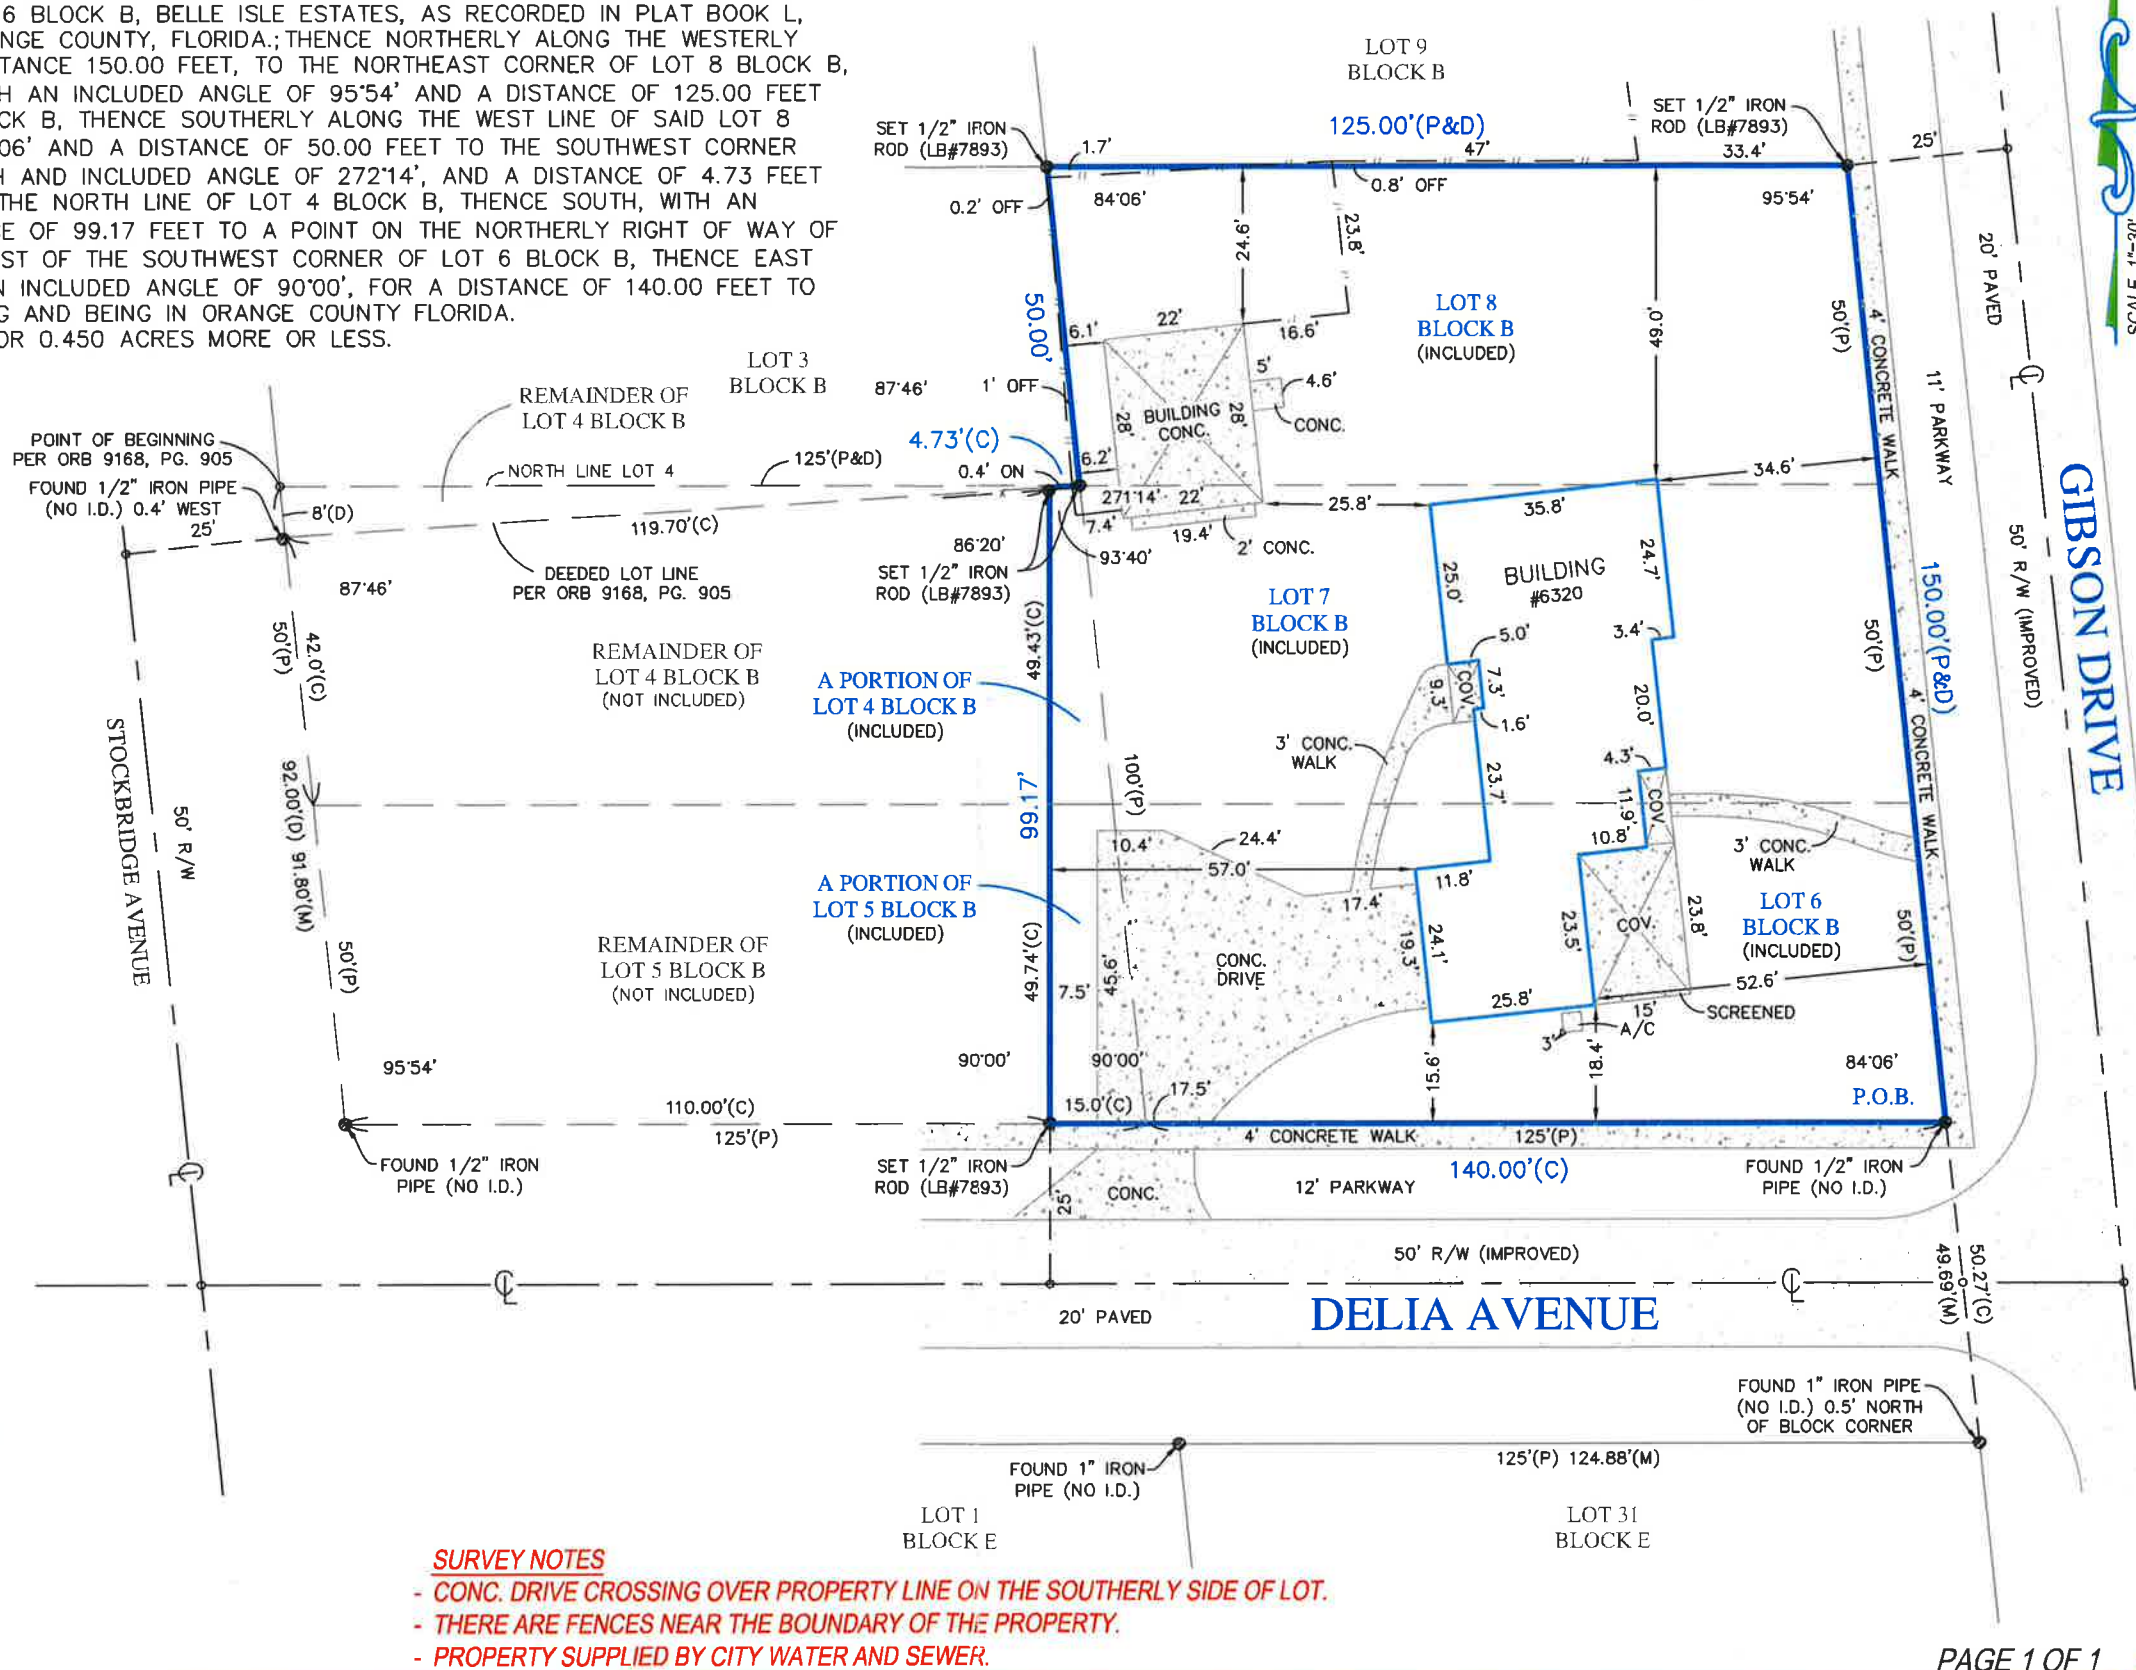 6 BLOCK B, BELLE ISLE ESTATES, AS RECORDED IN PLAT BOOK L,
NGE COUNTY, FLORIDA.; THENCE NORTHERLY ALONG THE WESTERLY
TANCE 150.00 FEET, TO THE NORTHEAST CORNER OF LOT 8 BLOCK B,
H AN INCLUDED ANGLE OF 95°54' AND A DISTANCE OF 125.00 FEET
CK B, THENCE SOUTHERLY ALONG THE WEST LINE OF SAID LOT 8
06' AND A DISTANCE OF 50.00 FEET TO THE SOUTHWEST CORNER
H AND INCLUDED ANGLE OF 272°14', AND A DISTANCE OF 4.73 FEET
THE NORTH LINE OF LOT 4 BLOCK B, THENCE SOUTH, WITH AN
E OF 99.17 FEET TO A POINT ON THE NORTHERLY RIGHT OF WAY OF
ST OF THE SOUTHWEST CORNER OF LOT 6 BLOCK B, THENCE EAST
N INCLUDED ANGLE OF 90°00', FOR A DISTANCE OF 140.00 FEET TO
G AND BEING IN ORANGE COUNTY FLORIDA.
OR 0.450 ACRES MORE OR LESS.
LOT 9
BLOCK B
SET 1/2" IRON
ROD (LB#7893)
125.00'(P&D)
SET 1/2" IRON
ROD (LB#7893)
1.7'
47'
33.4'
25'
0.8' OFF
84°06'
95°54'
0.2' OFF
24.6'
23.8'
49.0'
20' PAVED
50.00'
6.1'
22'
16.6'
LOT 8
BLOCK B
(INCLUDED)
50'(P)
4' CONCRETE WALK
11' PARKWAY
LOT 3
BLOCK B
87°46'
1' OFF
5'
4.6'
CONC.
BUILDING
CONC.
28'
28'
REMAINDER OF
LOT 4 BLOCK B
POINT OF BEGINNING
PER ORB 9168, PG. 905
FOUND 1/2" IRON PIPE
(NO I.D.) 0.4' WEST
25'
8'(D)
NORTH LINE LOT 4
125'(P&D)
4.73'(C)
0.4' ON
6.2'
271°14'
22'
7.4'
19.4'
2' CONC.
25.8'
35.8'
34.6'
119.70'(C)
86°20'
93°40'
SET 1/2" IRON
ROD (LB#7893)
DEEDED LOT LINE
PER ORB 9168, PG. 905
87°46'
50'(P)
42.0'(C)
REMAINDER OF
LOT 4 BLOCK B
(NOT INCLUDED)
49.43'(C)
A PORTION OF
LOT 4 BLOCK B
(INCLUDED)
LOT 7
BLOCK B
(INCLUDED)
BUILDING
#6320
25.0'
24.7'
5.0'
3.4'
COV.
7.3'
9.3'
1.6'
20.0'
3' CONC.
WALK
23.7'
4.3'
COV.
11.9'
10.8'
150.00'(P&D)
50'(P)
4' CONCRETE WALK
50' R/W (IMPROVED)
GIBSON DRIVE
STOCKBRIDGE AVENUE
50' R/W
92.00'(D) 91.80'(M)
50'(P)
99.17'
100'(P)
10.4'
24.4'
57.0'
17.4'
11.8'
3' CONC.
WALK
LOT 6
BLOCK B
(INCLUDED)
A PORTION OF
LOT 5 BLOCK B
(INCLUDED)
REMAINDER OF
LOT 5 BLOCK B
(NOT INCLUDED)
49.74'(C)
7.5'
45.6'
CONC.
DRIVE
19.3'
24.1'
23.5'
COV.
23.8'
50'(P)
25.8'
52.6'
15'
SCREENED
A/C
3'
15.6'
18.4'
95°54'
90°00'
90°00'
84°06'
P.O.B.
110.00'(C)
125'(P)
15.0'(C)
17.5'
4' CONCRETE WALK
125'(P)
140.00'(C)
FOUND 1/2" IRON
PIPE (NO I.D.)
SET 1/2" IRON
ROD (LB#7893)
25'
CONC.
12' PARKWAY
FOUND 1/2" IRON
PIPE (NO I.D.)
50' R/W (IMPROVED)
49.69'(M)
50.27'(C)
20' PAVED
DELIA AVENUE
FOUND 1" IRON PIPE
(NO I.D.) 0.5' NORTH
OF BLOCK CORNER
125'(P) 124.88'(M)
FOUND 1" IRON
PIPE (NO I.D.)
LOT 1
BLOCK E
LOT 31
BLOCK E
SURVEY NOTES
- CONC. DRIVE CROSSING OVER PROPERTY LINE ON THE SOUTHERLY SIDE OF LOT.
- THERE ARE FENCES NEAR THE BOUNDARY OF THE PROPERTY.
- PROPERTY SUPPLIED BY CITY WATER AND SEWER.
PAGE 1 OF 1